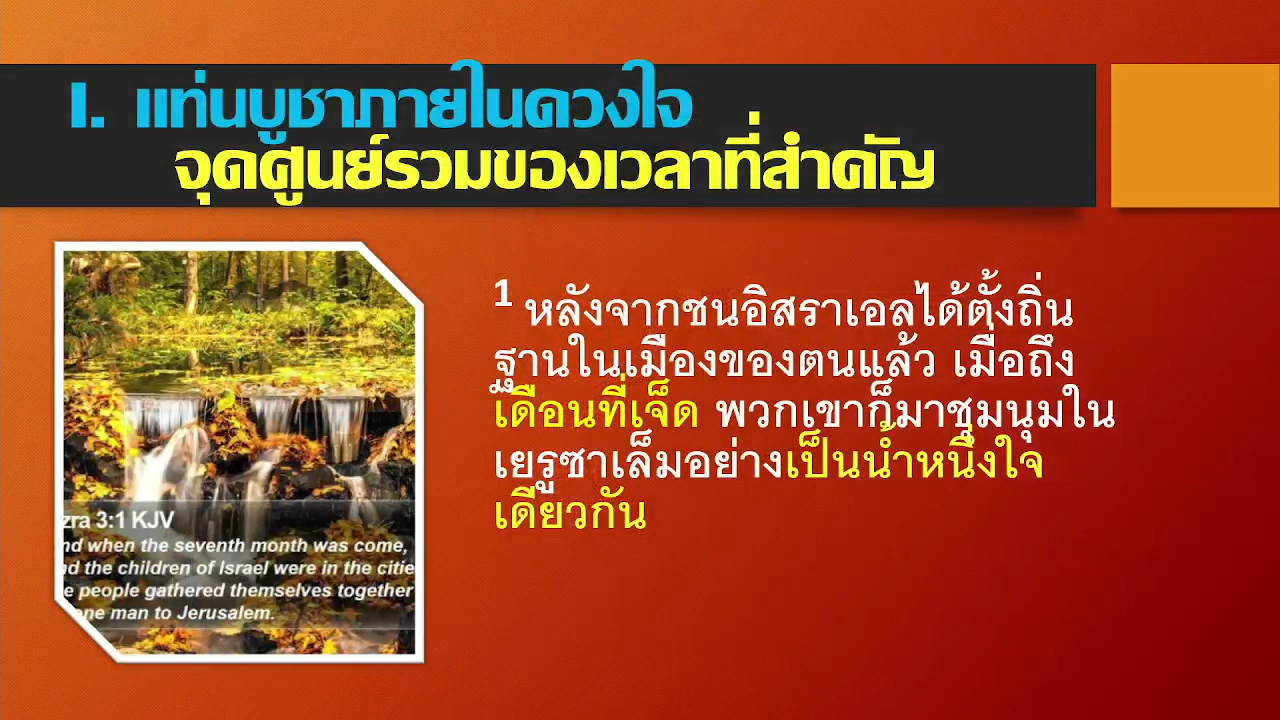 I. แท่นบูชาภายในดวงใจ
จุดศูนย์รวมของเวลาที่สำคัญ
1 หลังจากชนอิสราเอลได้ตั้งถิ่น
ฐานในเมืองของตนแล้ว เมื่อถึง
เดือนที่เจ็ด พวกเขาก็มาชุมนุมใน
เยรูซาเล็มอย่างเป็นน้ำหนึ่งใจ
เดียวกัน
zra 3:1 KJV
nd when the seventh month was come,
nd the children of Israel were in the citie
e people gathered themselves together
one man to Jerusalem.